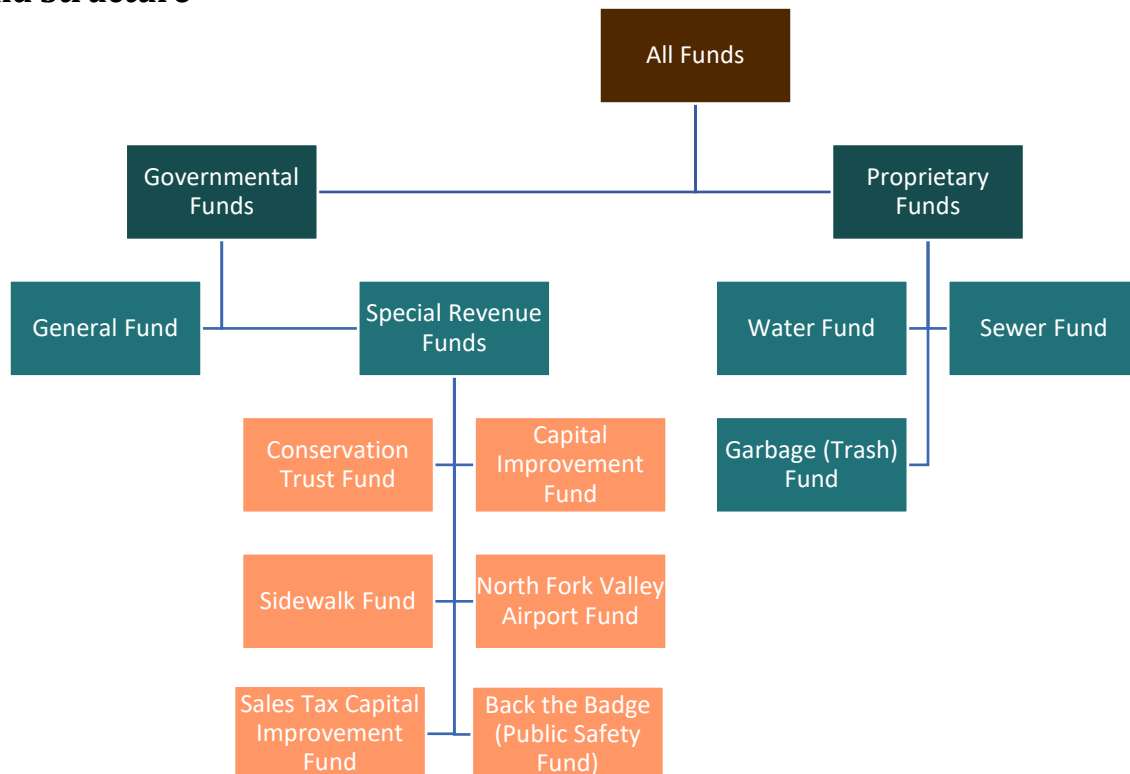 All Funds
Governmental
Funds
Proprietary
Funds
General Fund
Special Revenue
Funds
Water Fund
Sewer Fund
Conservation
Trust Fund
Capital
Improvement
Fund
Garbage (Trash)
Fund
Sidewalk Fund
North Fork Valley
Airport Fund
Sales Tax Capital
Improvement
Fund
Back the Badge
(Public Safety
Fund)